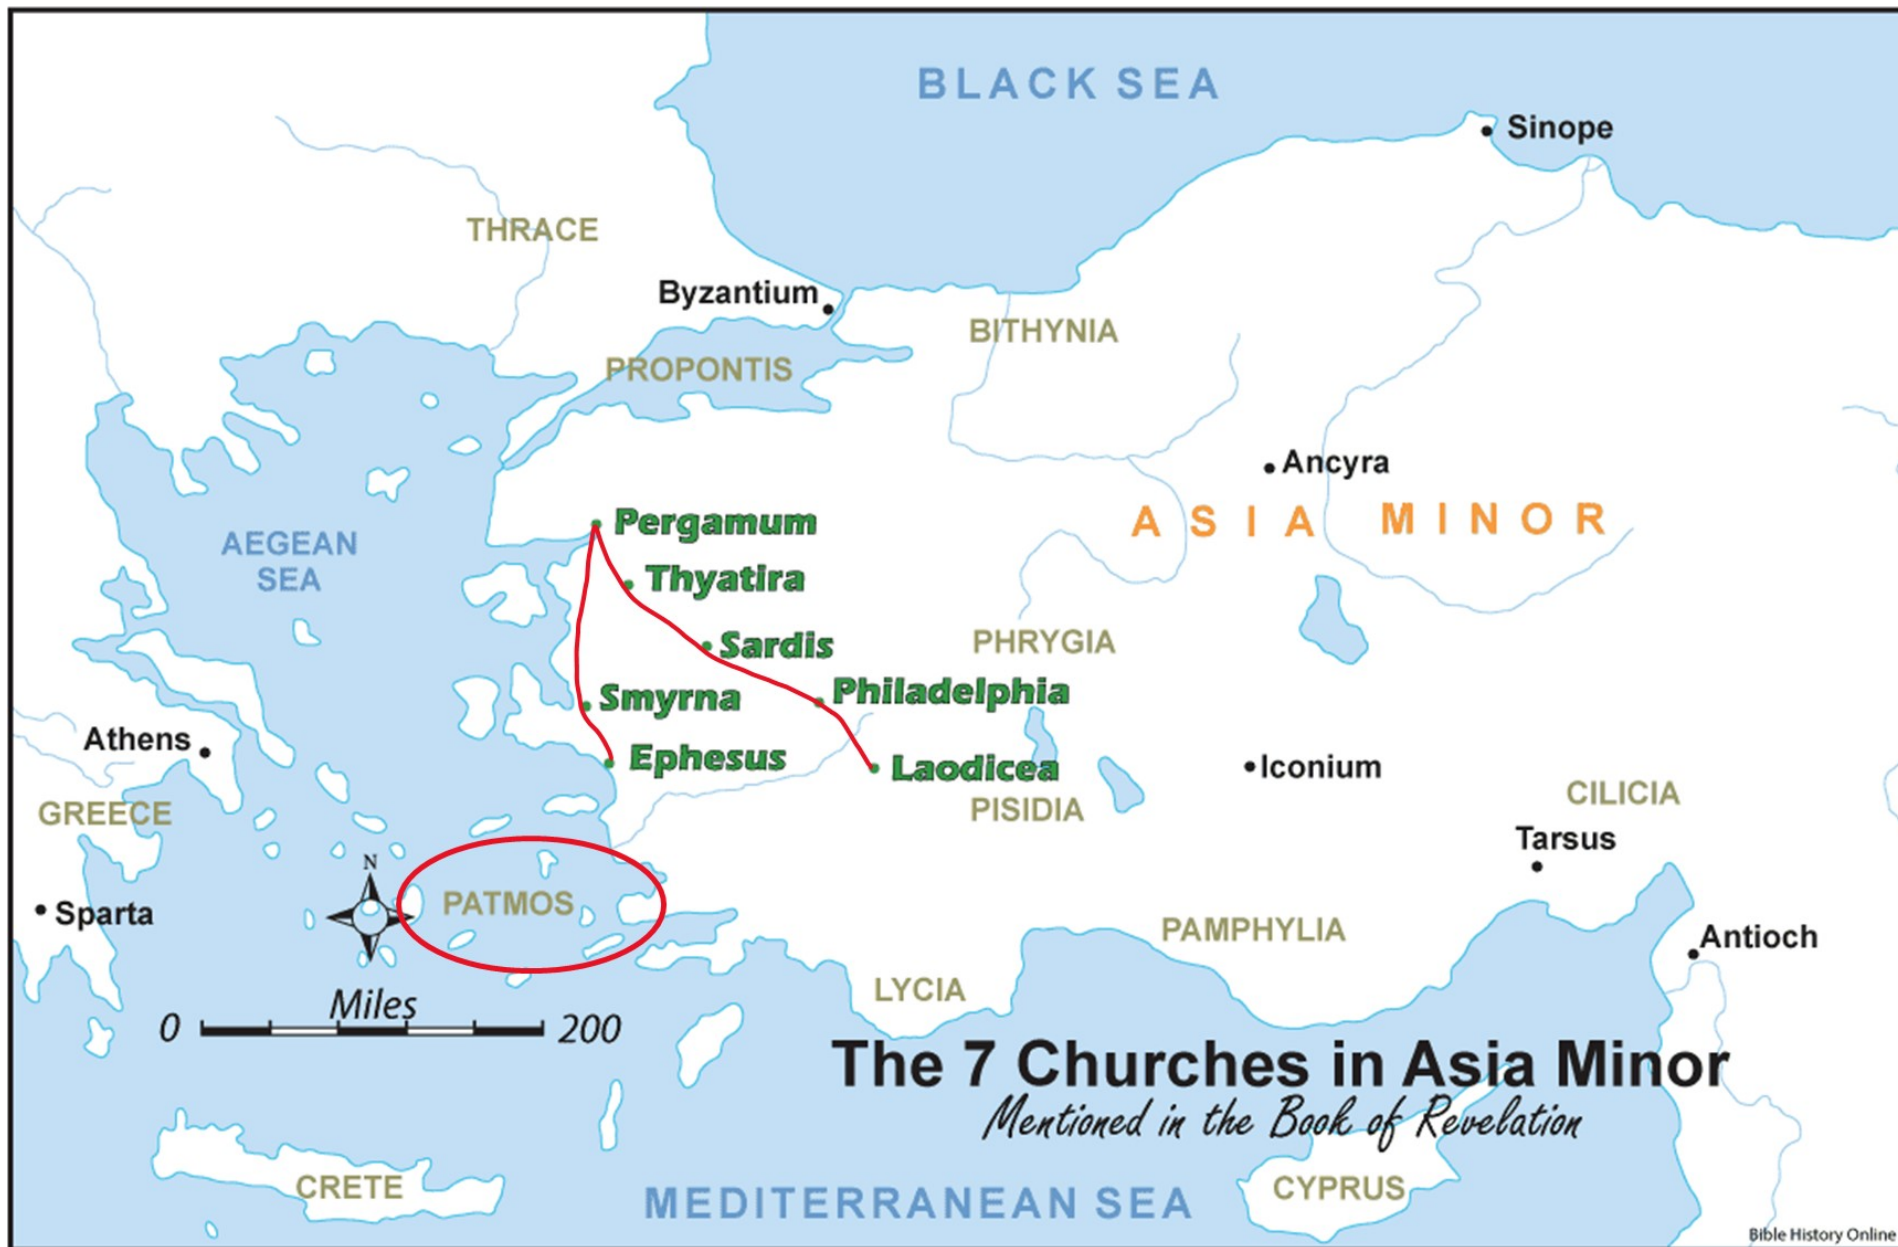 BLACK SEA
Sinope
THRACE
Byzantium
BITHYNIA
PROPONTIS
Ancyra
ASIA MINOR
Pergamum
AEGEAN
SEA
Thyatira
PHRYGIA
Sardis
Philadelphia
Smyrna
Athens
Ephesus
Laodicea
Iconium
GREECE
PISIDIA
CILICIA
Tarsus
N
PATMOS
Sparta
PAMPHYLIA
Antioch
LYCIA
Miles
0 200
The 7 Churches in Asia Minor
Mentioned in the Book of Revelation
CRETE
MEDITERRANEAN SEA
CYPRUS
Bible History Online